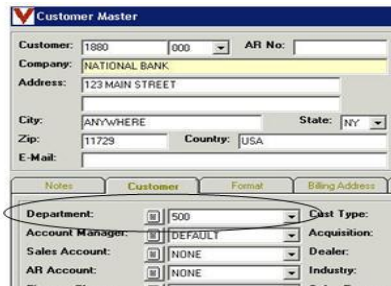 Customer Master
Customer: 1880 000 AR No:
Company: NATIONAL BANK
Address: 123 MAIN STREET
City: ANYWHERE State: NY
Zip: 11729 Country: USA
E-Mail:
Notes Customer Format Billing Address
Department: 500 Cust Type:
Account Manager: DEFAULT Acquisition:
Sales Account: NONE Dealer:
AR Account: NONE Industry: